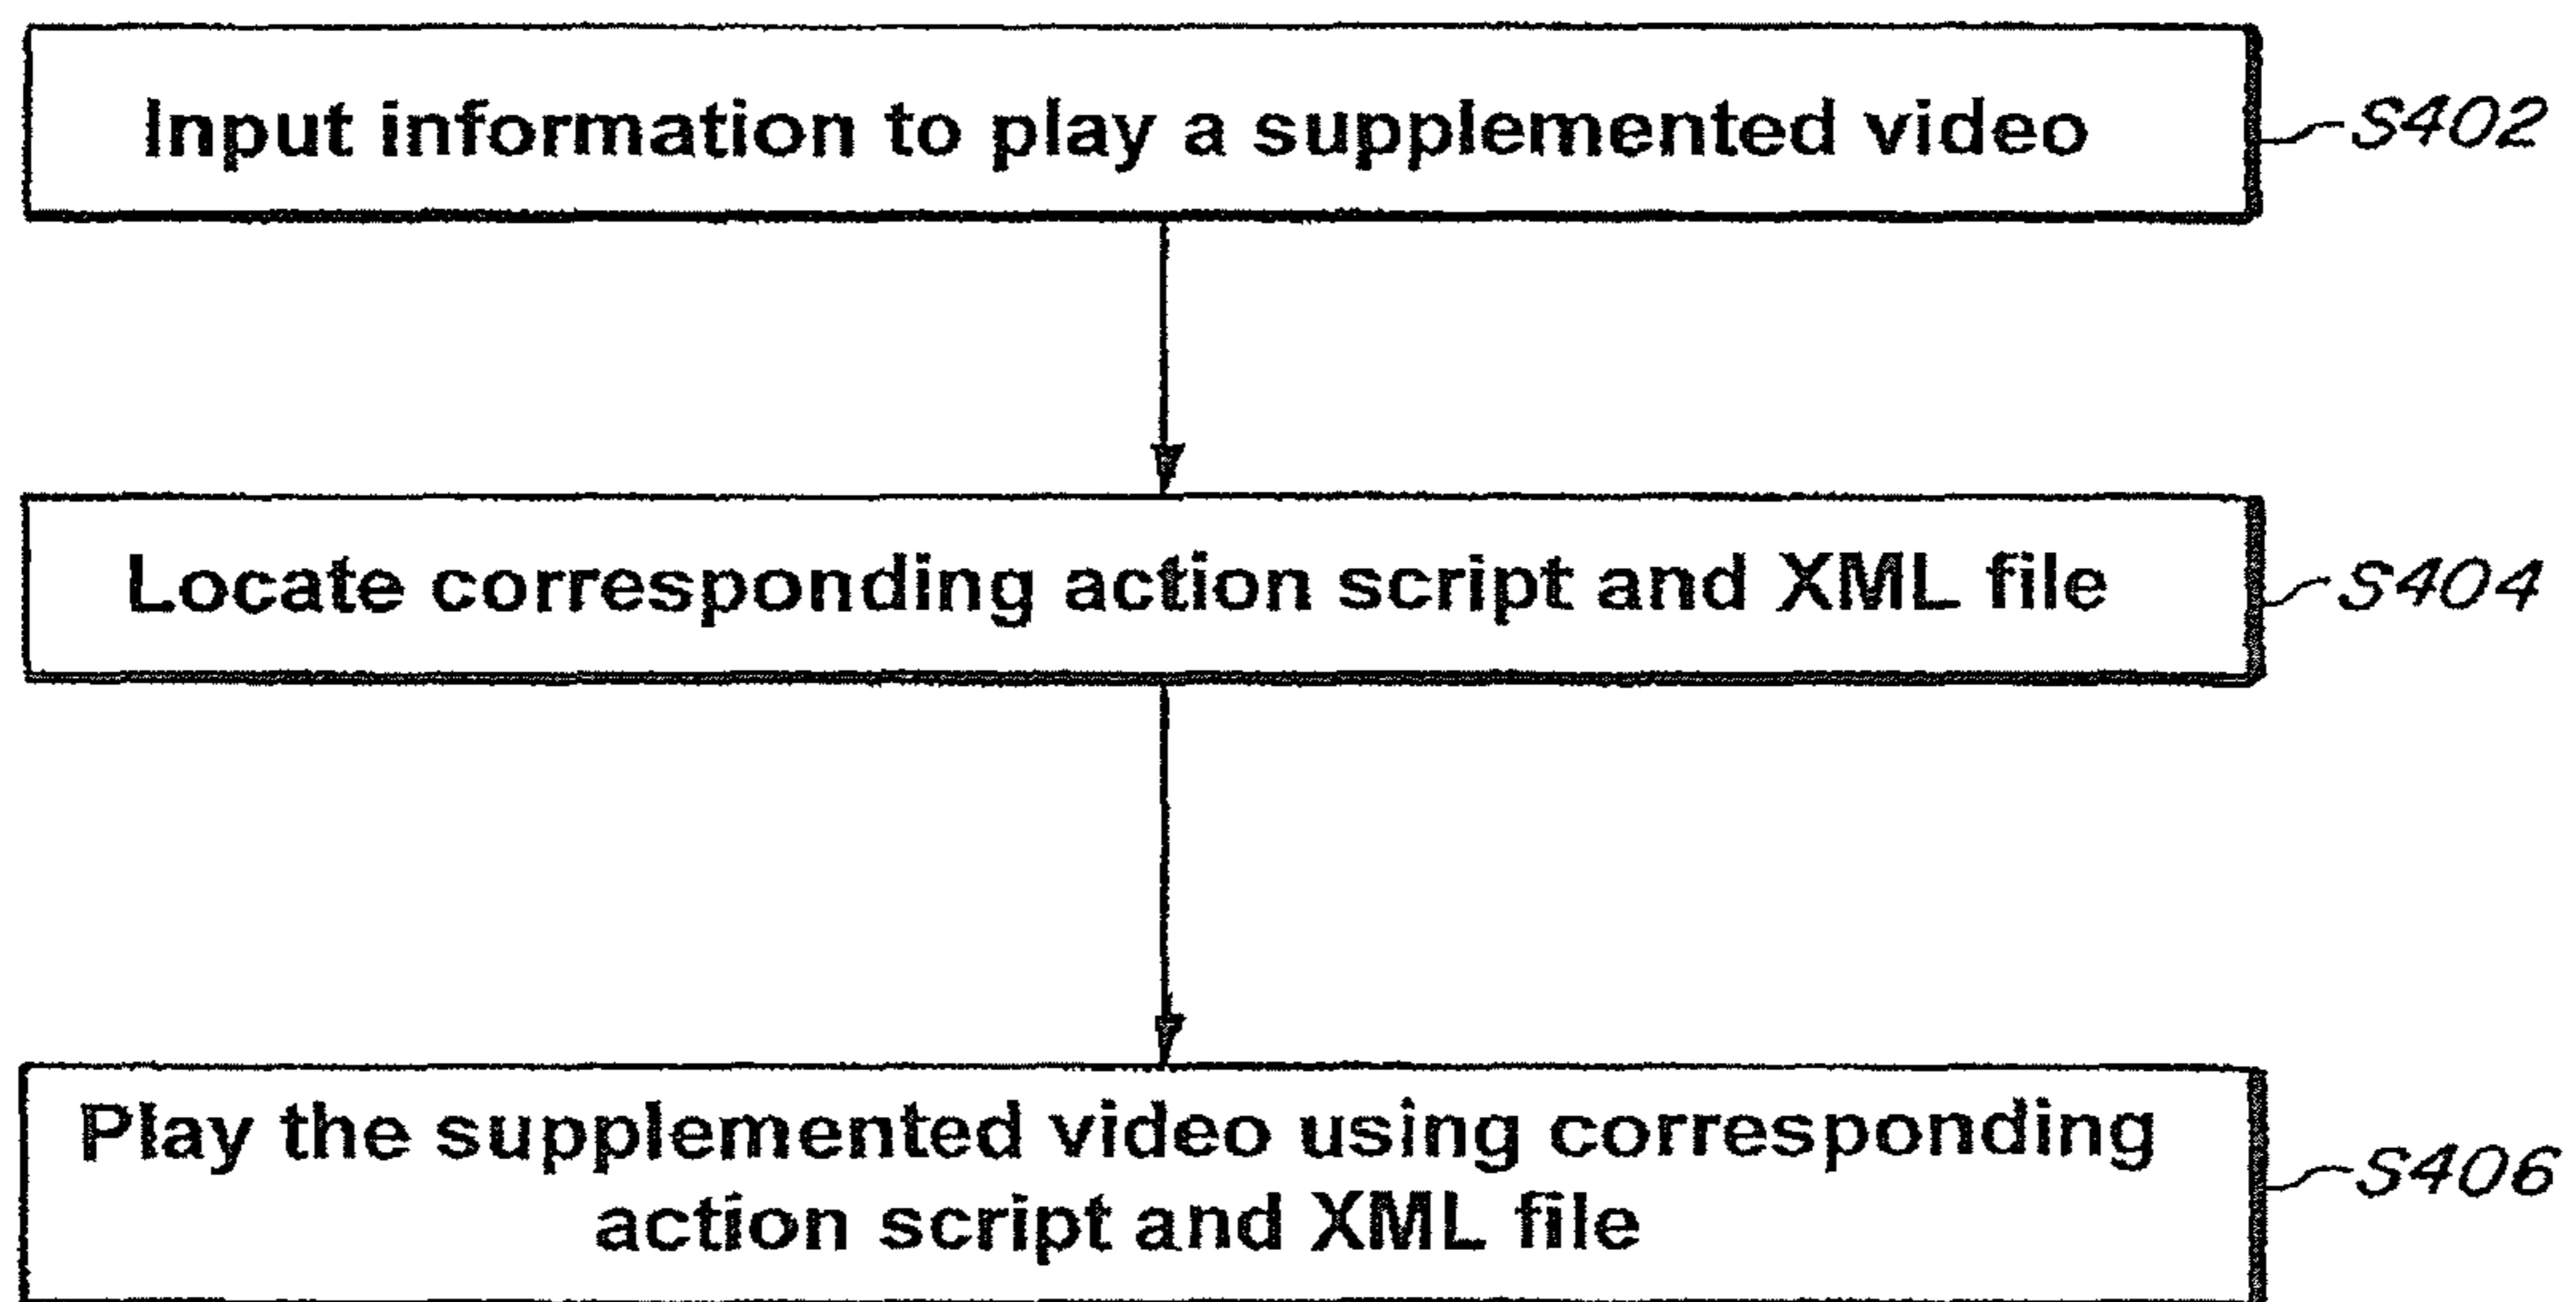 Input information to play a supplemented video
S402
Locate corresponding action script and XML file
S404
Play the supplemented video using corresponding
action script and XML file
S406